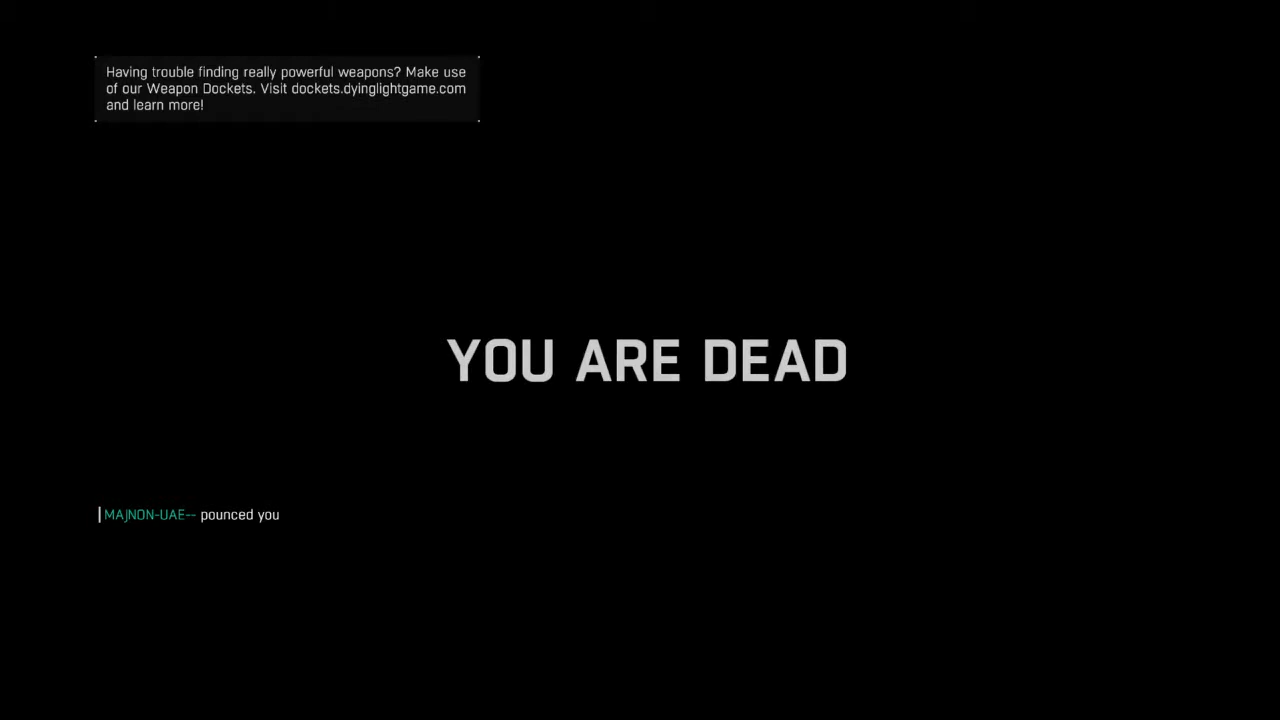 Having trouble finding really powerful weapons? Make use
of our Weapon Dockets. Visit dockets.dyinglightgame.com
and learn more!
YOU ARE DEAD
MAJNON-UAE-- pounced you